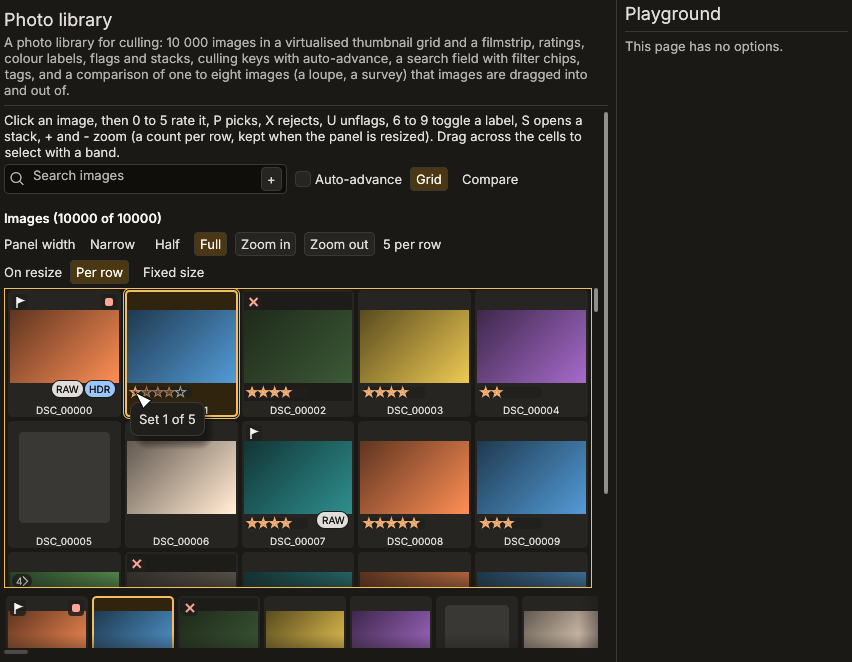 Photo library
A photo library for culling: 10 000 images in a virtualised thumbnail grid and a filmstrip, ratings,
colour labels, flags and stacks, culling keys with auto-advance, a search field with filter chips,
tags, and a comparison of one to eight images (a loupe, a survey) that images are dragged into
and out of.
Click an image, then 0 to 5 rate it, P picks, X rejects, U unflags, 6 to 9 toggle a label, S opens a
stack, + and - zoom (a count per row, kept when the panel is resized). Drag across the cells to
select with a band.
Search images + Auto-advance Grid Compare
Images (10000 of 10000)
Panel width Narrow Half Full Zoom in Zoom out 5 per row
On resize Per row Fixed size
RAW HDR
DSC_00000 1 DSC_00002 DSC_00003 DSC_00004
Set 1 of 5
RAW
DSC_00005 DSC_00006 DSC_00007 DSC_00008 DSC_00009
4
Playground
This page has no options.